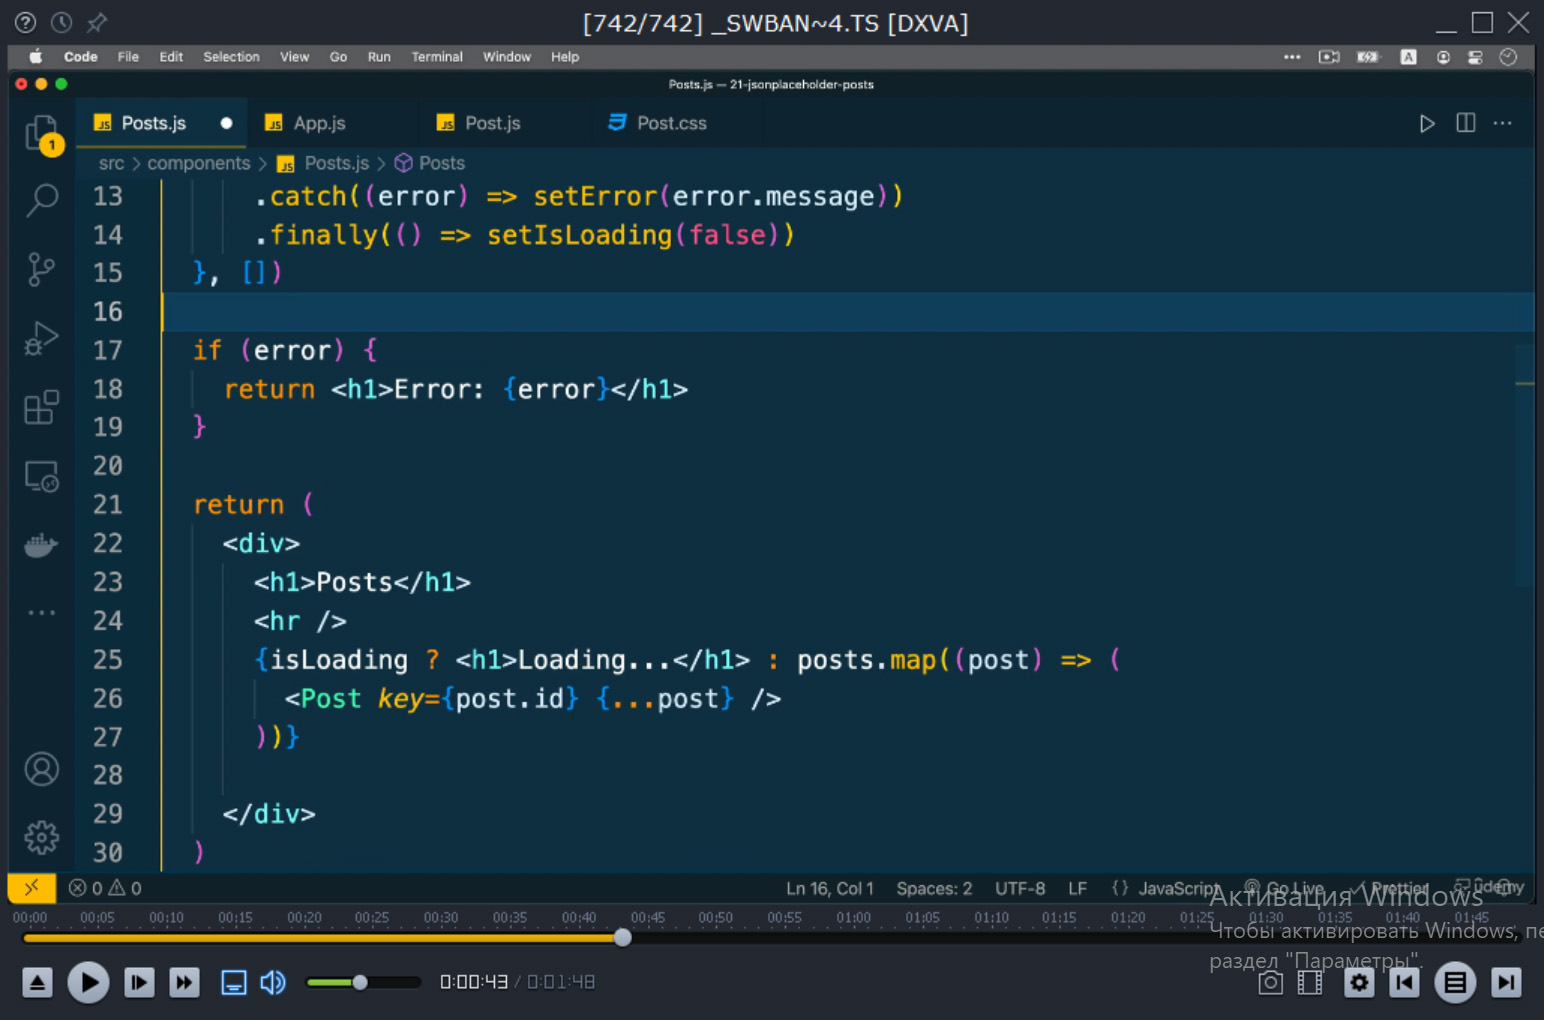 [742/742] _SWBAN~4.TS [DXVA]
Code File Edit Selection View Go Run Terminal Window Help
Posts.js — 21-jsonplaceholder-posts
JS Posts.js JS App.js JS Post.js Post.css
1
src > components > JS Posts.js > Posts
13 .catch((error) => setError(error.message))
14 .finally(() => setIsLoading(false))
15 }, [])
16
17 if (error) {
18 return <h1>Error: {error}</h1>
19 }
20
21 return (
22 <div>
23 <h1>Posts</h1>
24 <hr />
25 {isLoading ? <h1>Loading...</h1> : posts.map((post) => (
26 <Post key={post.id} {...post} />
27 ))}
28
29 </div>
30 )
0 0 Ln 16, Col 1 Spaces: 2 UTF-8 LF {} JavaScript Go Live Prettier ûdemy
Активация Windows
00:00 00:05 00:10 00:15 00:20 00:25 00:30 00:35 00:40 00:45 00:50 00:55 01:00 01:05 01:10 01:15 01:20 01:25 01:30 01:35 01:40 01:45
Чтобы активировать Windows, пе
раздел "Параметры".
0:00:43 / 0:01:48